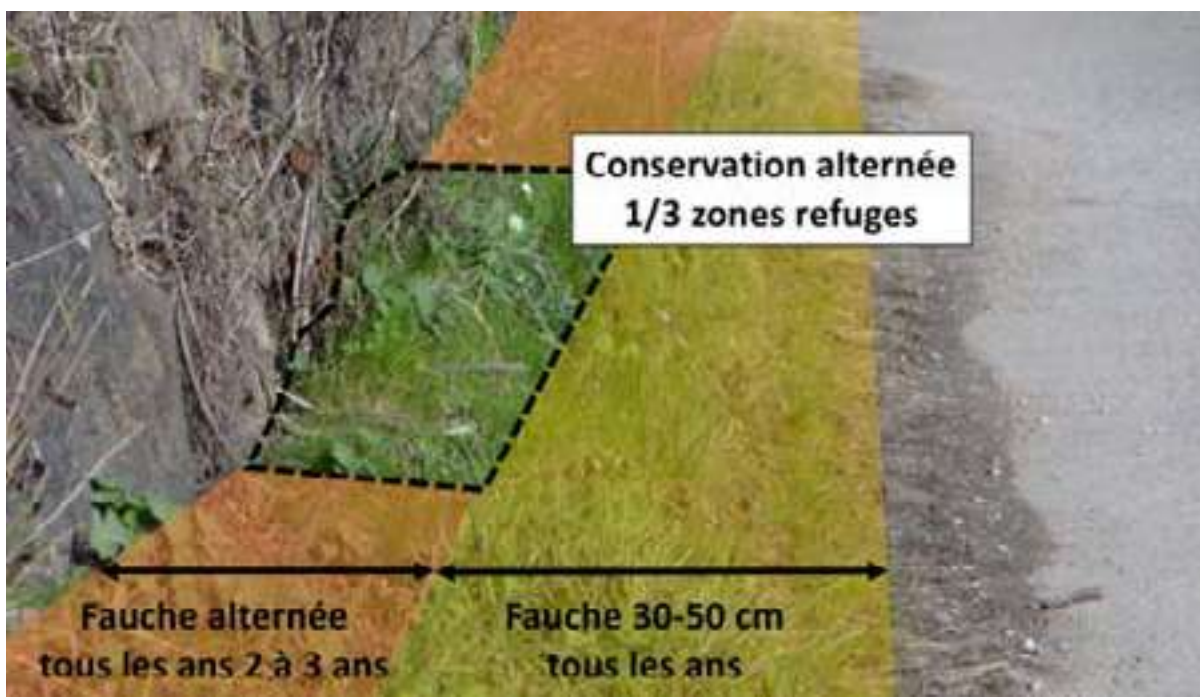 Conservation alternée
1/3 zones refuges
Fauche alternée
tous les ans 2 à 3 ans
Fauche 30-50 cm
tous les ans